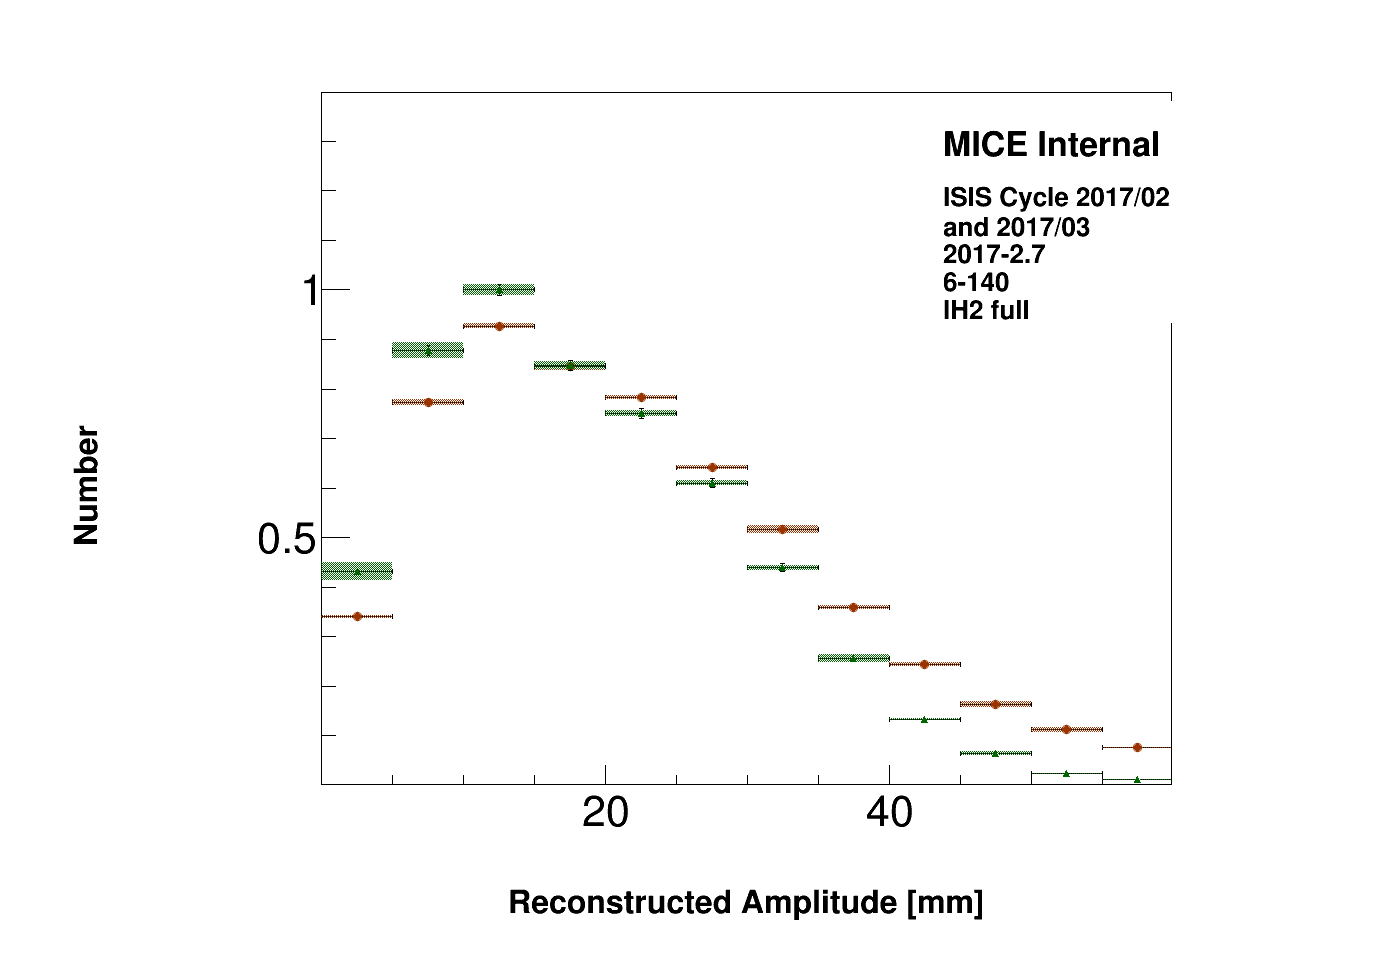 MICE Internal
ISIS Cycle 2017/02
and 2017/03
2017-2.7
6-140
IH2 full
1
0.5
Number
20 40
Reconstructed Amplitude [mm]